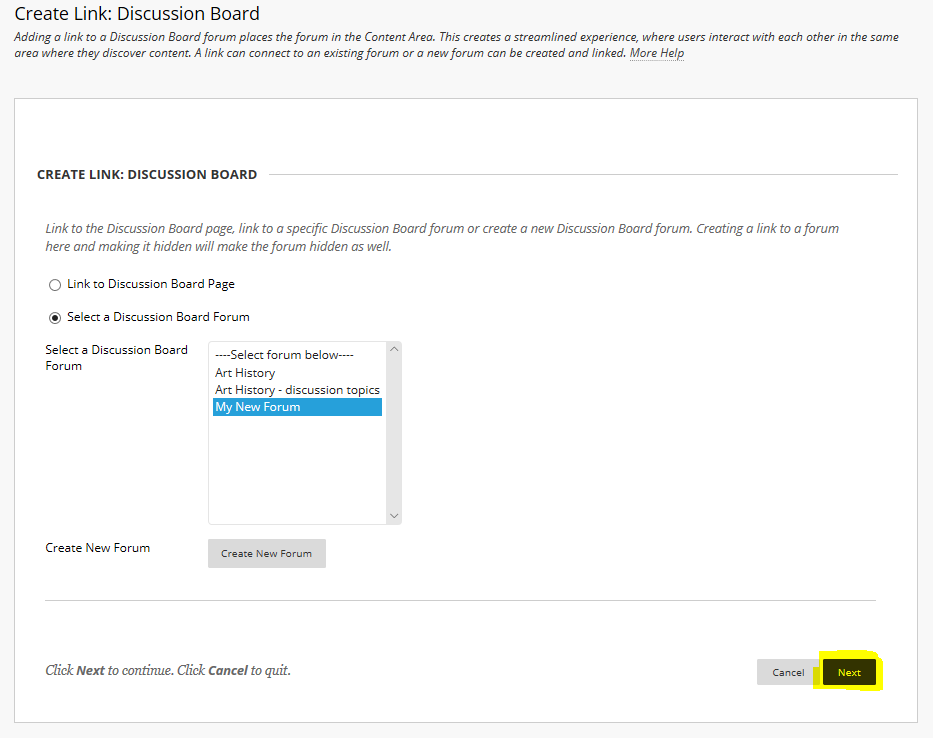 Create Link: Discussion Board
Adding a link to a Discussion Board forum places the forum in the Content Area. This creates a streamlined experience, where users interact with each other in the same
area where they discover content. A link can connect to an existing forum or a new forum can be created and linked. More Help
CREATE LINK: DISCUSSION BOARD
Link to the Discussion Board page, link to a specific Discussion Board forum or create a new Discussion Board forum. Creating a link to a forum
here and making it hidden will make the forum hidden as well.
Link to Discussion Board Page
Select a Discussion Board Forum
Select a Discussion Board
Forum
----Select forum below----
Art History
Art History - discussion topics
My New Forum
Create New Forum
Create New Forum
Click Next to continue. Click Cancel to quit.
Cancel
Next